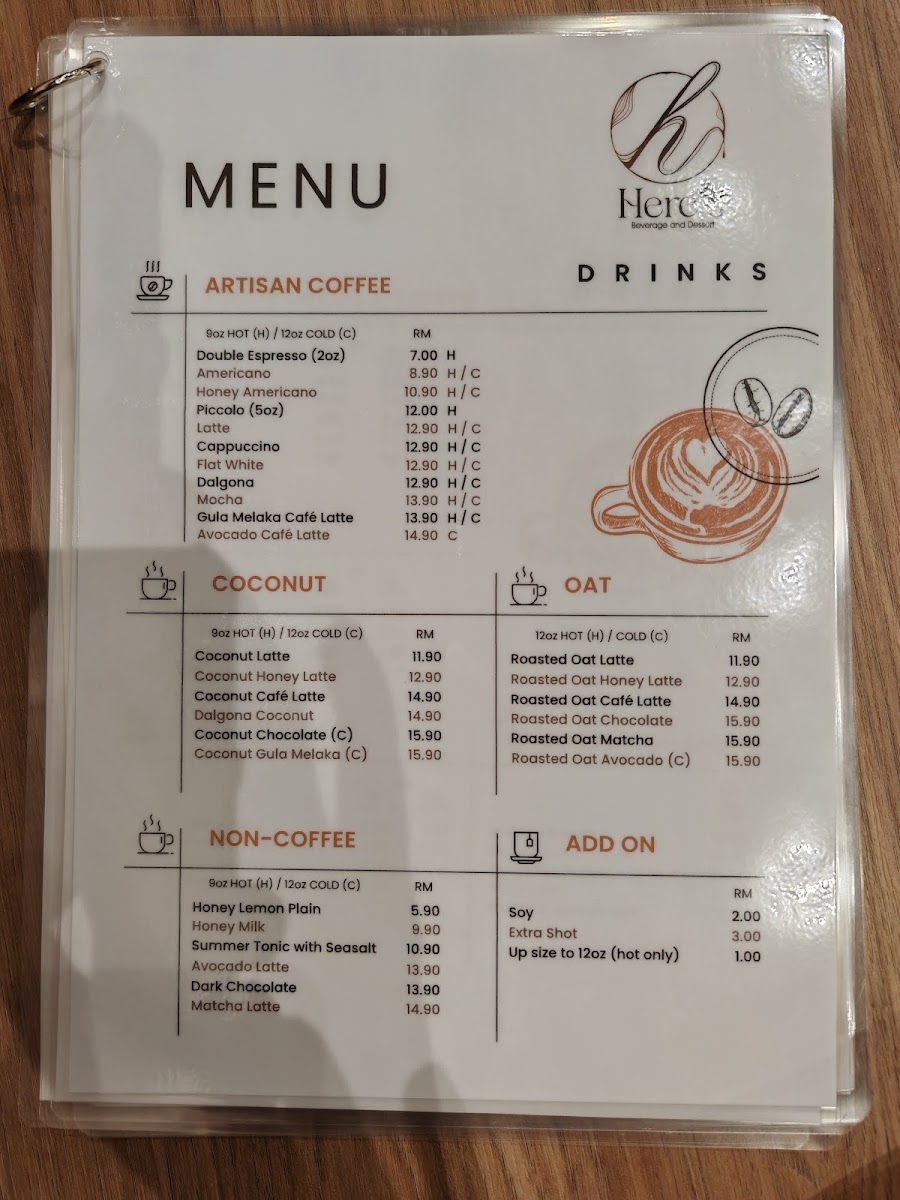 MENU
h
Beverage and Dessert
DRINKS
ARTISAN COFFEE
9oz HOT (H) / 12oz COLD (C) RM
Double Espresso (2oz) 7.00 H
Americano 8.90 H / C
Honey Americano 10.90 H / C
Piccolo (5oz) 12.00 H
Latte 12.90 H / C
Cappuccino 12.90 H / C
Flat White 12.90 H / C
Dalgona 12.90 H / C
Mocha 13.90 H / C
Gula Melaka Café Latte 13.90 H / C
Avocado Café Latte 14.90 C
COCONUT
9oz HOT (H) / 12oz COLD (C) RM
Coconut Latte 11.90
Coconut Honey Latte 12.90
Coconut Café Latte 14.90
Dalgona Coconut 14.90
Coconut Chocolate (C) 15.90
Coconut Gula Melaka (C) 15.90
OAT
12oz HOT (H) / COLD (C) RM
Roasted Oat Latte 11.90
Roasted Oat Honey Latte 12.90
Roasted Oat Café Latte 14.90
Roasted Oat Chocolate 15.90
Roasted Oat Matcha 15.90
Roasted Oat Avocado (C) 15.90
NON-COFFEE
9oz HOT (H) / 12oz COLD (C) RM
Honey Lemon Plain 5.90
Honey Milk 9.90
Summer Tonic with Seasalt 10.90
Avocado Latte 13.90
Dark Chocolate 13.90
Matcha Latte 14.90
ADD ON
RM
Soy 2.00
Extra Shot 3.00
Up size to 12oz (hot only) 1.00